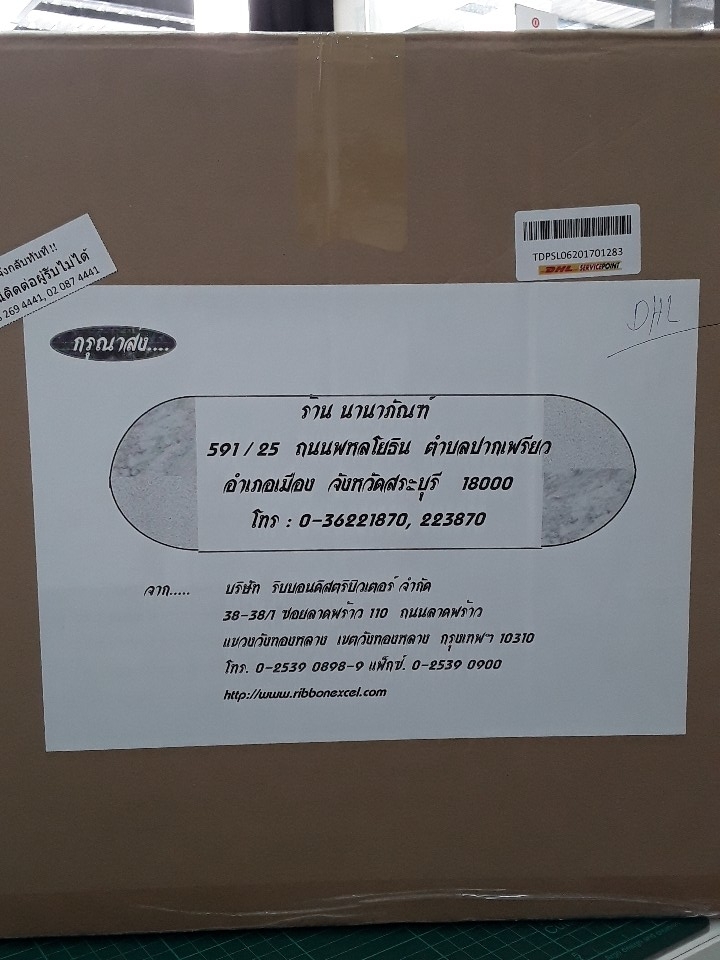 ั่งกลับทันที!!
ติดต่อผู้รับไม่ได้
269 4441, 02 087 4441
TDPSL06201701283
DHL SERVICEPOINT
DHL
กรุณาส่ง....
ร้าน นานาภัณฑ์
591/25 ถนนพหลโยธิน ตำบลปากเพรียว
อำเภอเมือง จังหวัดสระบุรี 18000
โทร : 0-36221870, 223870
จาก..... บริษัท ริบบอนดิสตริบิวเตอร์ จำกัด
38-38/1 ซอยลาดพร้าว 110 ถนนลาดพร้าว
แขวงวังทองหลาง เขตวังทองหลาง กรุงเทพฯ 10310
โทร. 0-2539 0898-9 แฟ็กซ์. 0-2539 0900
http://www.ribbonexcel.com